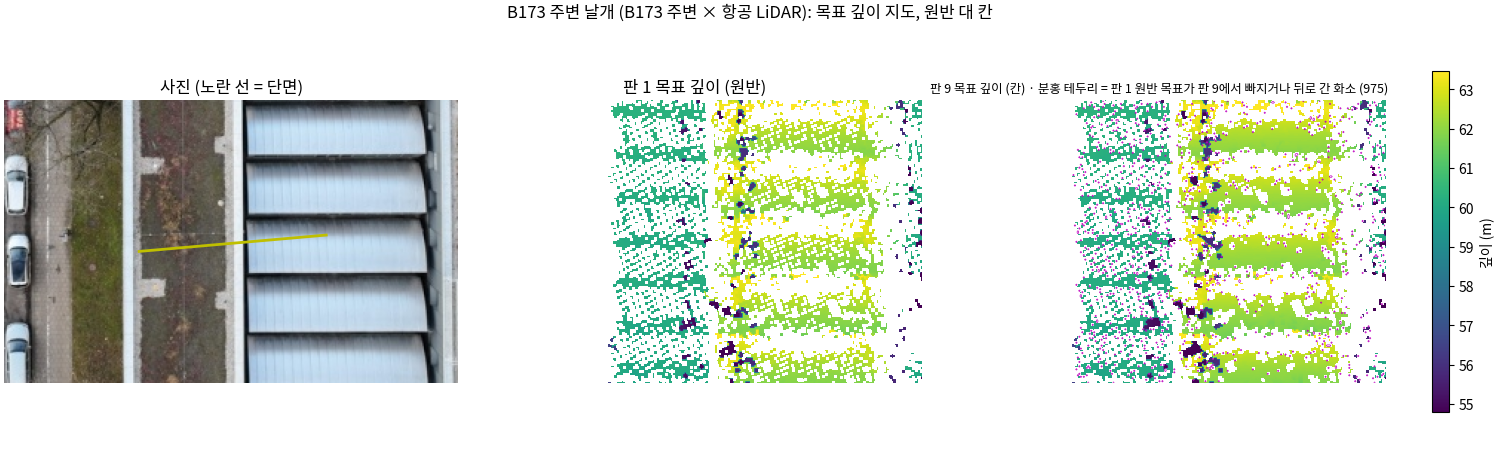 B173 주변 날개 (B173 주변 × 항공 LiDAR): 목표 깊이 지도, 원반 대 칸
사진 (노란 선 = 단면)
판 1 목표 깊이 (원반)
판 9 목표 깊이 (칸) · 분홍 테두리 = 판 1 원반 목표가 판 9에서 빠지거나 뒤로 간 화소 (975)
63
62
61
60
59
58
57
56
55
깊이 (m)